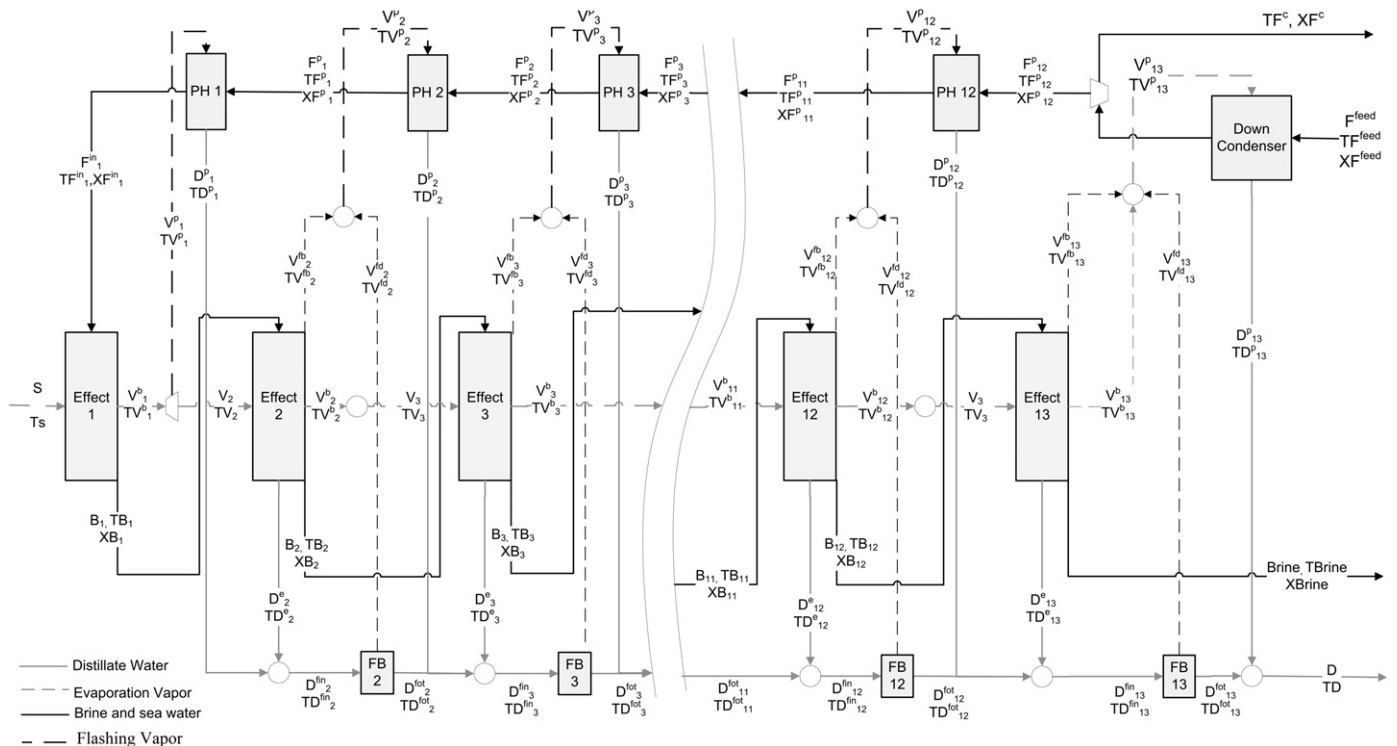 V^p_2
TV^p_2
V^p_3
TV^p_3
V^p_12
TV^p_12
TF^c, XF^c
PH 1
F^p_1
TF^p_1
XF^p_1
PH 2
F^p_2
TF^p_2
XF^p_2
PH 3
F^p_3
TF^p_3
XF^p_3
F^p_11
TF^p_11
XF^p_11
PH 12
F^p_12
TF^p_12
XF^p_12
V^p_13
TV^p_13
Down
Condenser
F^feed
TF^feed
XF^feed
F^in_1
TF^in_1,XF^in_1
D^p_1
TD^p_1
D^p_2
TD^p_2
D^p_3
TD^p_3
D^p_12
TD^p_12
V^p_1
TV^p_1
V^fb_2
TV^fb_2
V^fd_2
TV^fd_2
V^fb_3
TV^fb_3
V^fd_3
TV^fd_3
V^fb_12
TV^fb_12
V^fd_12
TV^fd_12
V^fb_13
TV^fb_13
V^fd_13
TV^fd_13
D^p_13
TD^p_13
S
Ts
Effect
1
V^b_1
TV^b_1
V_2
TV_2
Effect
2
V^b_2
TV^b_2
V_3
TV_3
Effect
3
V^b_3
TV^b_3
V^b_11
TV^b_11
Effect
12
V^b_12
TV^b_12
V_3
TV_3
Effect
13
V^b_13
TV^b_13
B_1, TB_1
XB_1
B_2, TB_2
XB_2
B_3, TB_3
XB_3
B_11, TB_11
XB_11
B_12, TB_12
XB_12
Brine, TBrine
XBrine
D^e_2
TD^e_2
D^e_3
TD^e_3
D^e_12
TD^e_12
D^e_13
TD^e_13
D^fin_2
TD^fin_2
FB
2
D^fot_2
TD^fot_2
D^fin_3
TD^fin_3
FB
3
D^fot_3
TD^fot_3
D^fot_11
TD^fot_11
D^fin_12
TD^fin_12
FB
12
D^fot_12
TD^fot_12
D^fin_13
TD^fin_13
FB
13
D^fot_13
TD^fot_13
D
TD
Distillate Water
Evaporation Vapor
Brine and sea water
Flashing Vapor